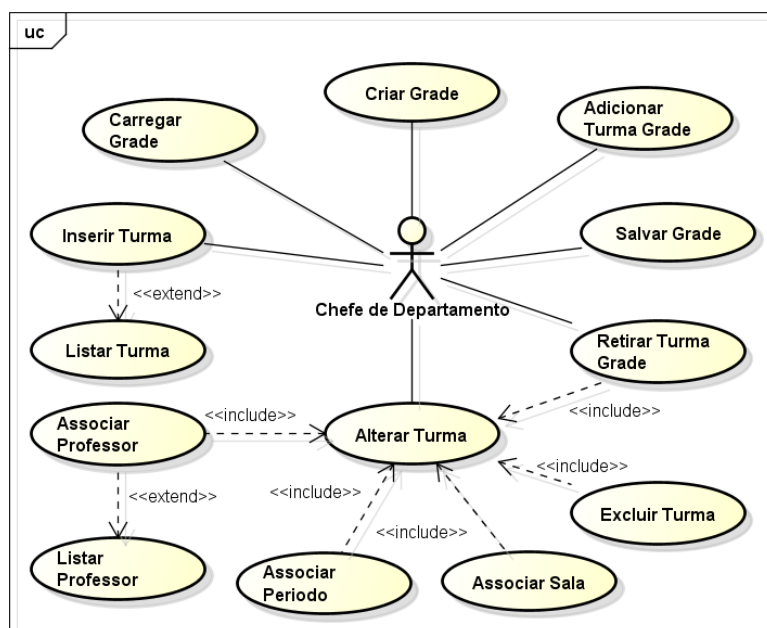 uc
Criar Grade
Carregar
Grade
Adicionar
Turma Grade
Inserir Turma
Salvar Grade
<<extend>>
Chefe de Departamento
Listar Turma
Retirar Turma
Grade
<<include>>
Associar
Professor
<<include>>
Alterar Turma
<<extend>>
<<include>>
<<include>>
Excluir Turma
<<include>>
Listar
Professor
Associar
Periodo
Associar Sala